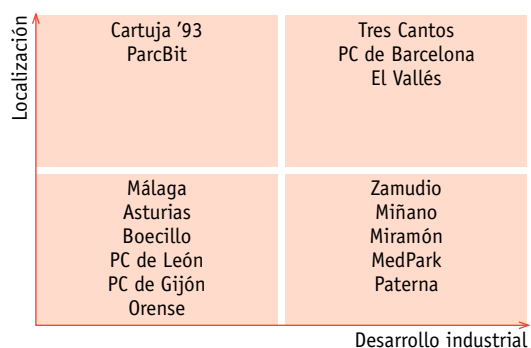 Localización
Cartuja ’93
ParcBit
Tres Cantos
PC de Barcelona
El Vallés
Málaga
Asturias
Boecillo
PC de León
PC de Gijón
Orense
Zamudio
Miñano
Miramón
MedPark
Paterna
Desarrollo industrial